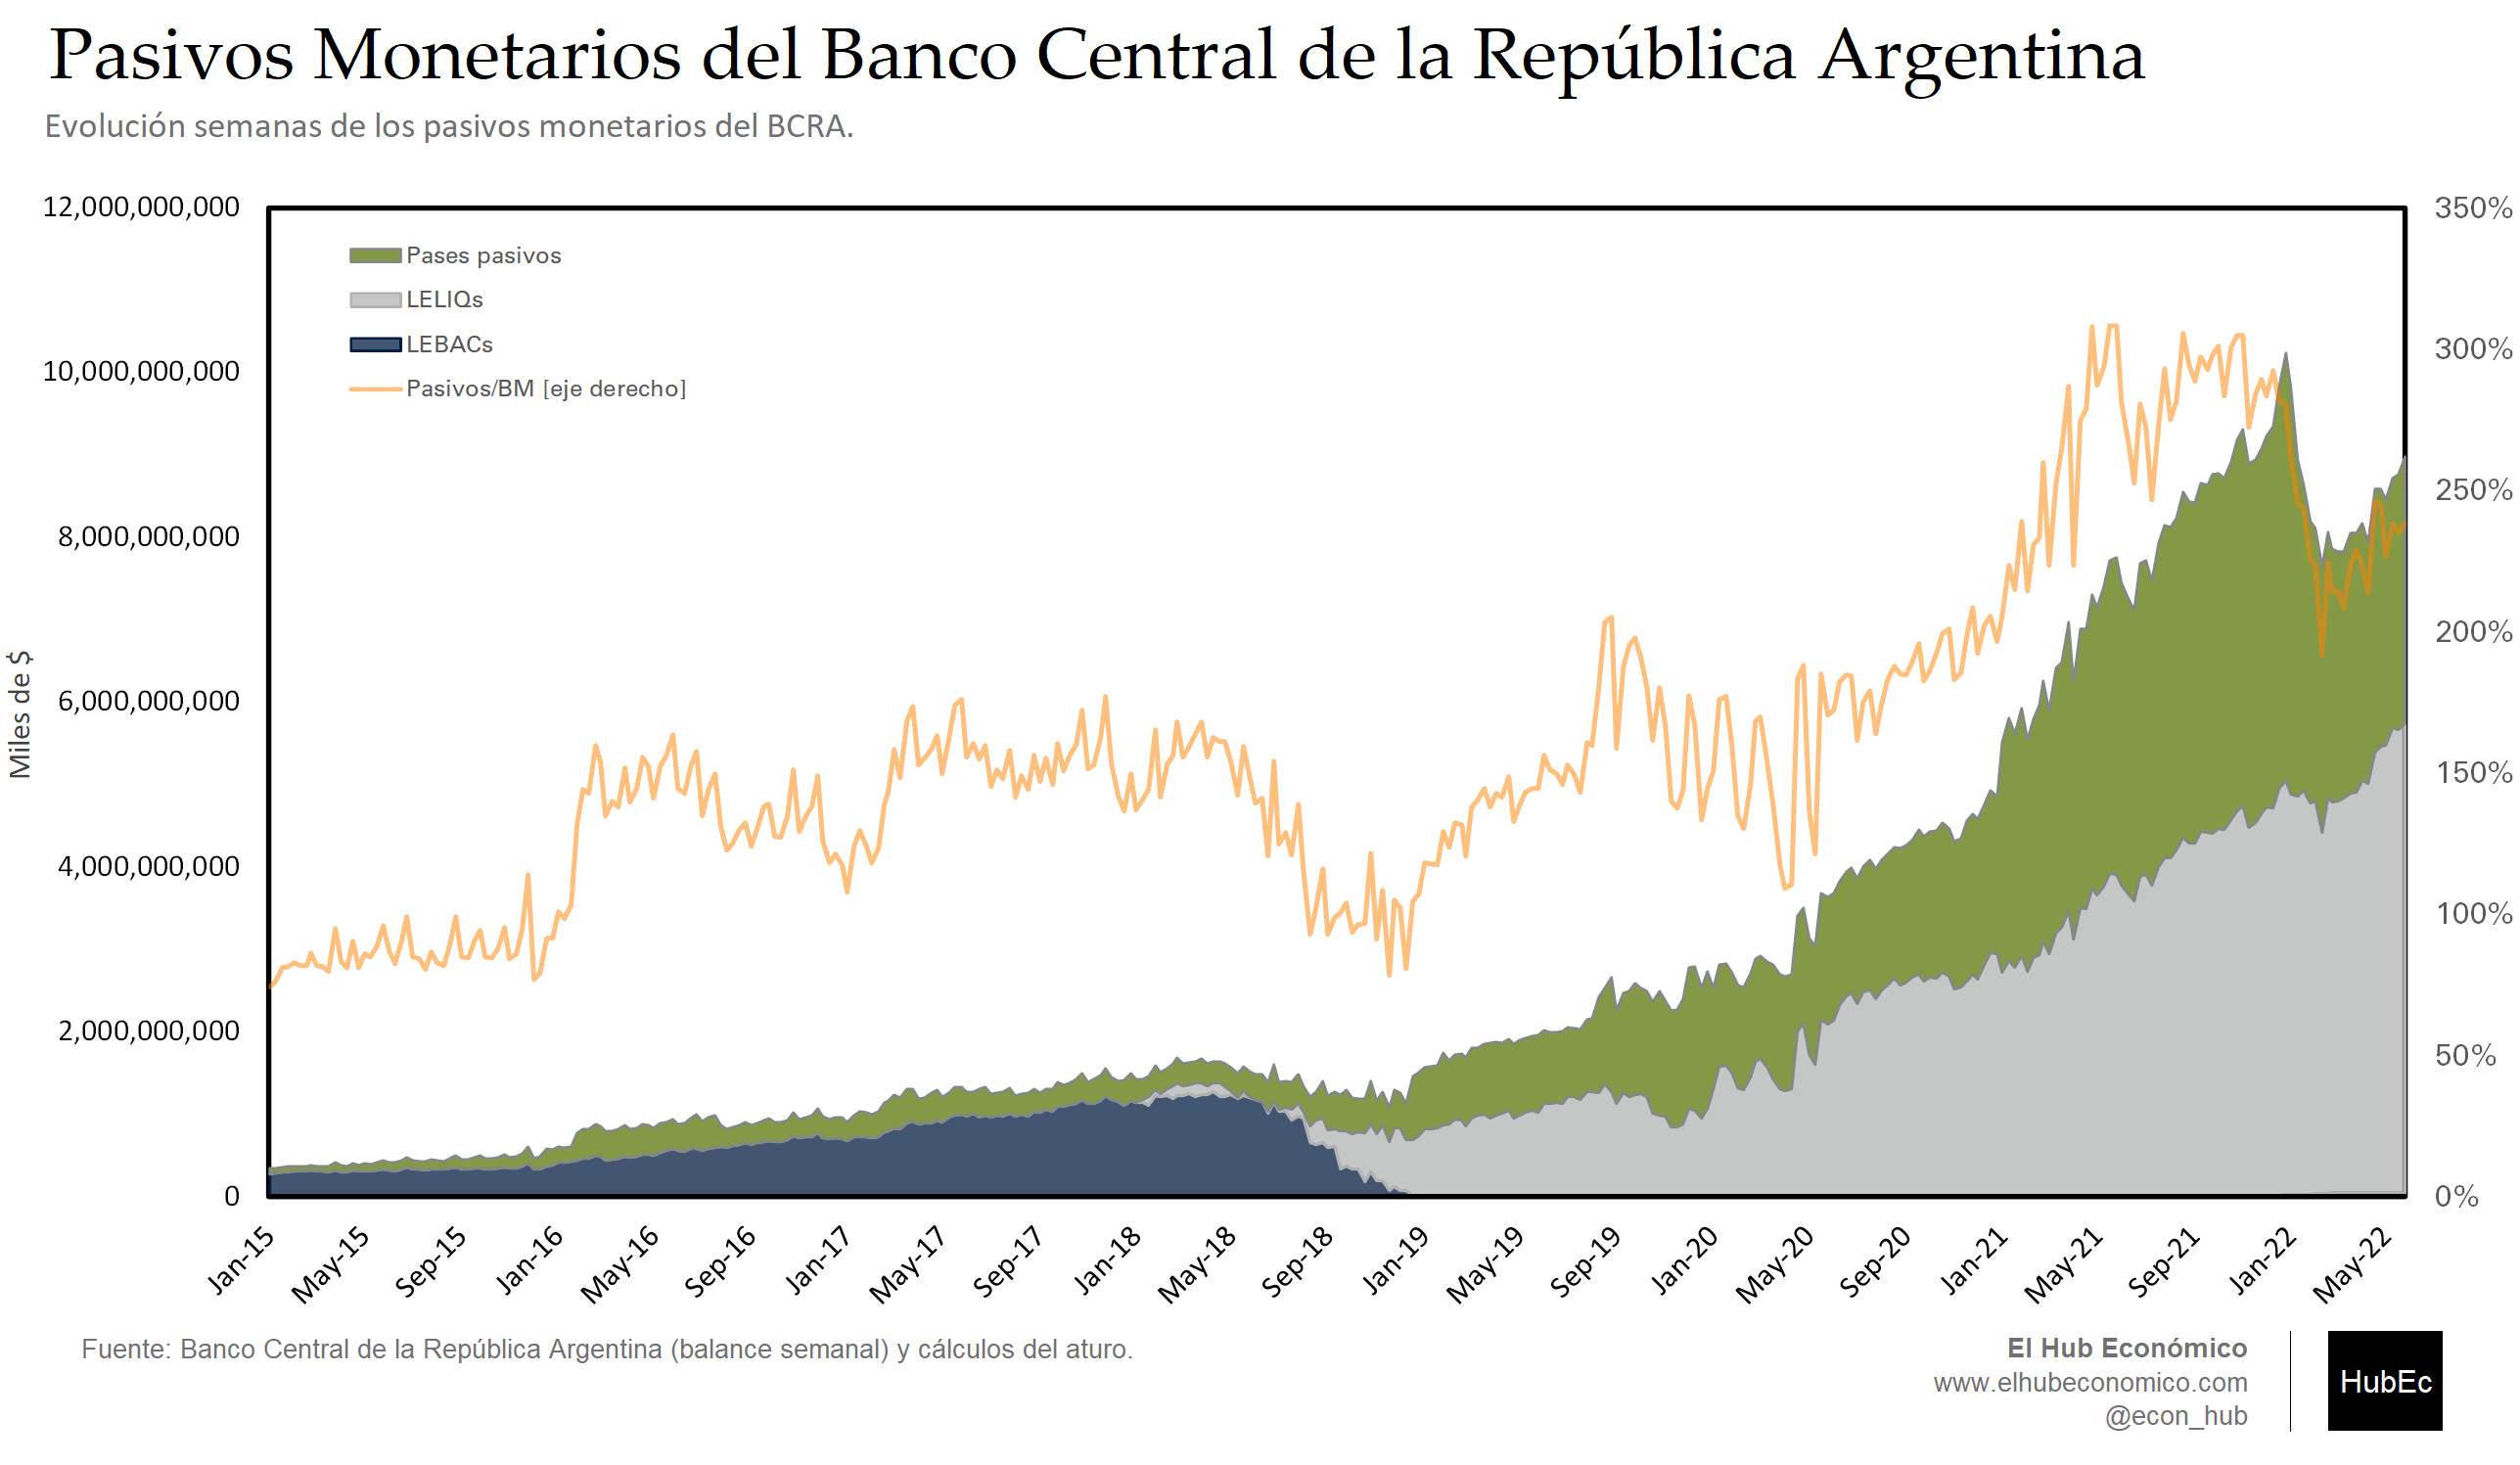 Pasivos Monetarios del Banco Central de la República Argentina
Evolución semanas de los pasivos monetarios del BCRA.
12,000,000,000
10,000,000,000
8,000,000,000
6,000,000,000
4,000,000,000
2,000,000,000
0
Miles de $
Pases pasivos
LELIQs
LEBACs
Pasivos/BM [eje derecho]
350%
300%
250%
200%
150%
100%
50%
0%
Jan-15
May-15
Sep-15
Jan-16
May-16
Sep-16
Jan-17
May-17
Sep-17
Jan-18
May-18
Sep-18
Jan-19
May-19
Sep-19
Jan-20
May-20
Sep-20
Jan-21
May-21
Sep-21
Jan-22
May-22
Fuente: Banco Central de la República Argentina (balance semanal) y cálculos del aturo.
El Hub Económico
www.elhubeconomico.com
@econ_hub
HubEc